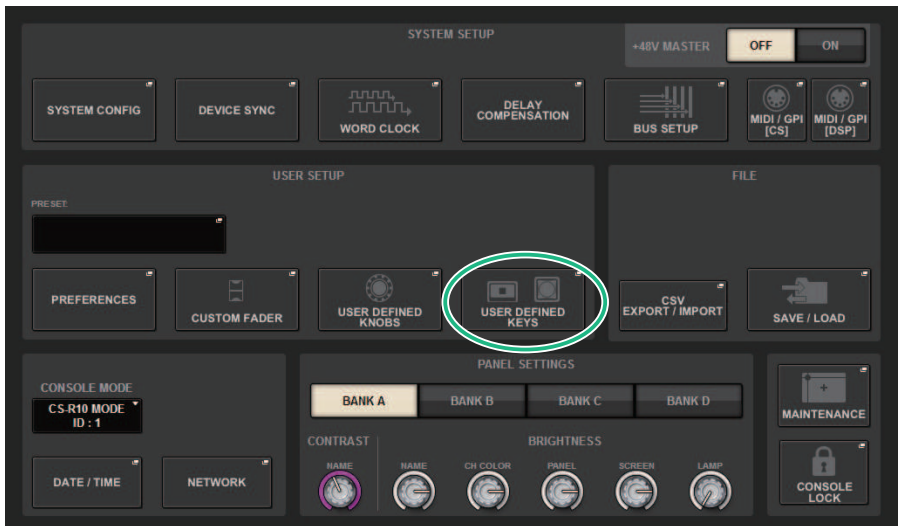 SYSTEM SETUP
+48V MASTER
OFF
ON
SYSTEM CONFIG
DEVICE SYNC
WORD CLOCK
DELAY
COMPENSATION
BUS SETUP
MIDI / GPI
[CS]
MIDI / GPI
[DSP]
USER SETUP
PRESET:
PREFERENCES
CUSTOM FADER
USER DEFINED
KNOBS
USER DEFINED
KEYS
FILE
CSV
EXPORT / IMPORT
SAVE / LOAD
CONSOLE MODE
CS-R10 MODE
ID : 1
DATE / TIME
NETWORK
PANEL SETTINGS
BANK A
BANK B
BANK C
BANK D
CONTRAST
BRIGHTNESS
NAME
NAME
CH COLOR
PANEL
SCREEN
LAMP
MAINTENANCE
CONSOLE
LOCK